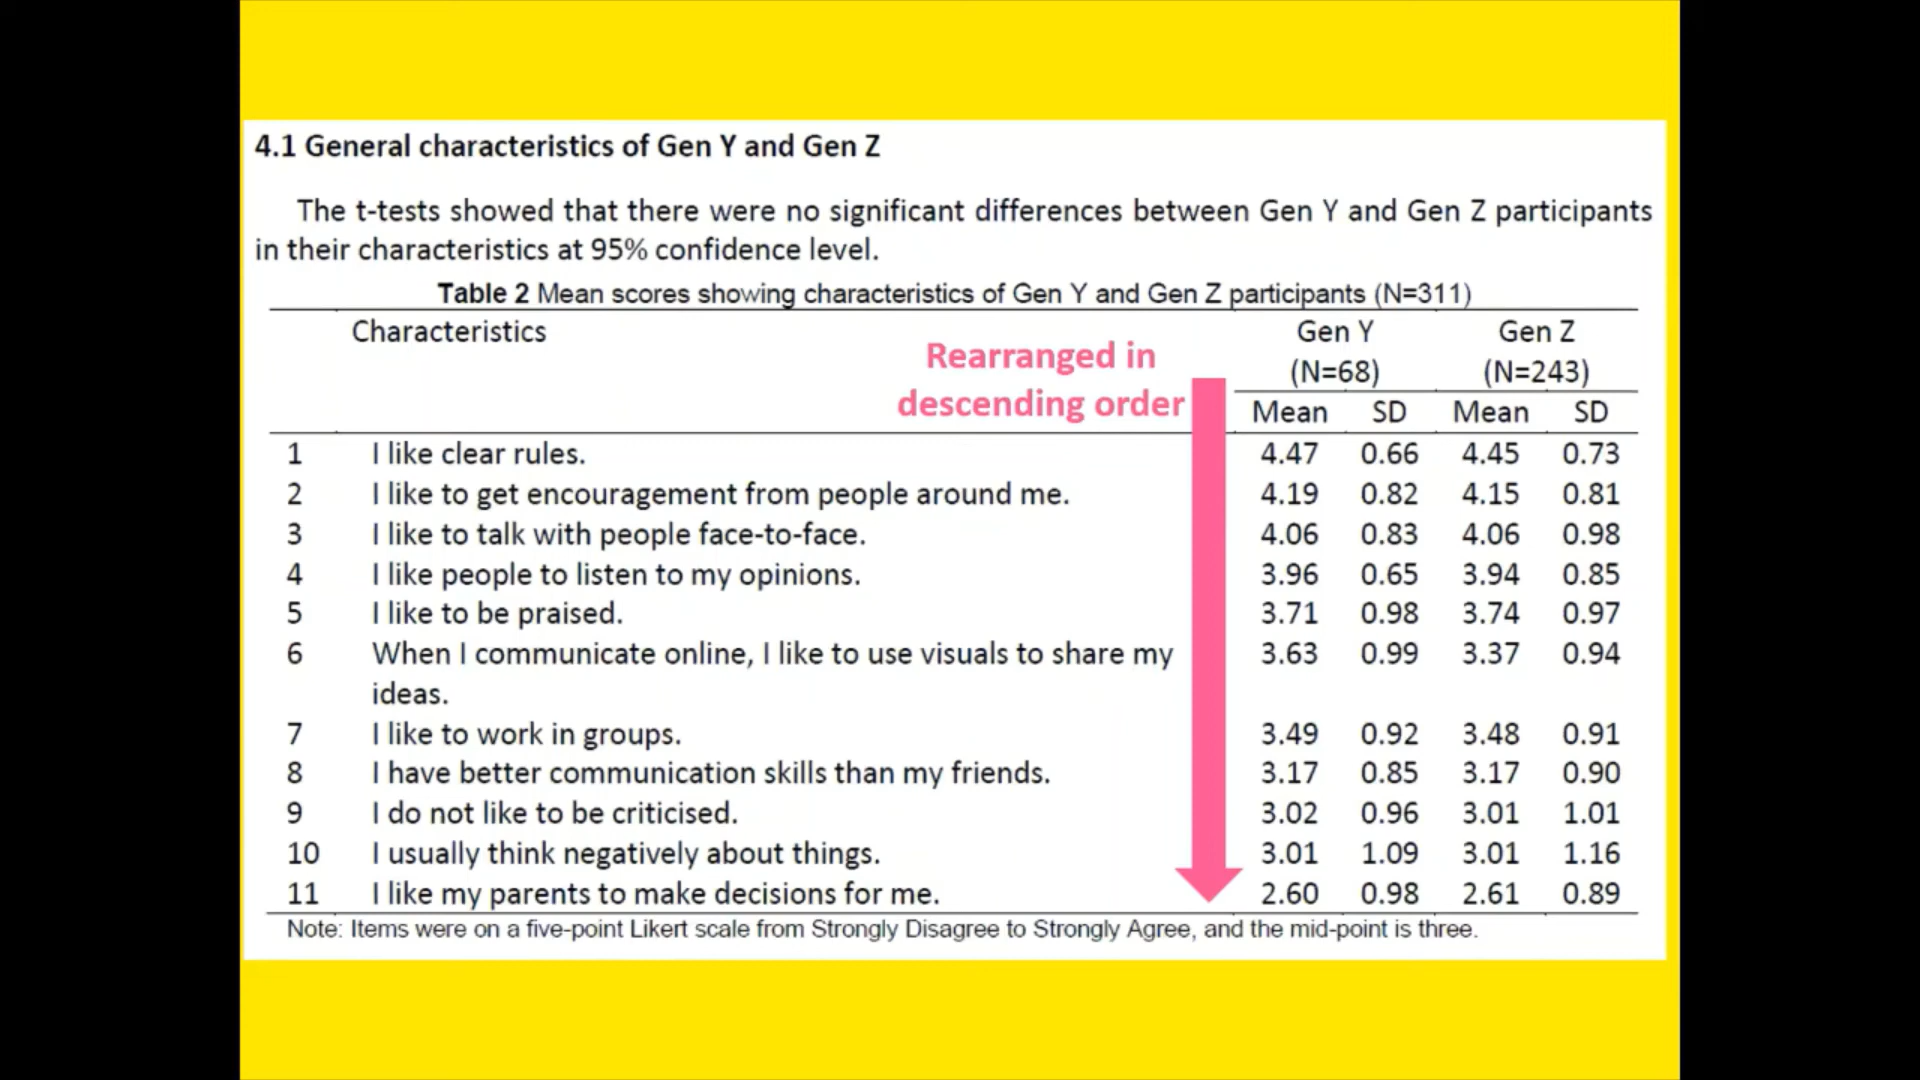 4.1 General characteristics of Gen Y and Gen Z
The t-tests showed that there were no significant differences between Gen Y and Gen Z participants
in their characteristics at 95% confidence level.
Table 2 Mean scores showing characteristics of Gen Y and Gen Z participants (N=311)
Characteristics Gen Y Gen Z
(N=68) (N=243)
Rearranged in
descending order
Mean SD Mean SD
1 I like clear rules. 4.47 0.66 4.45 0.73
2 I like to get encouragement from people around me. 4.19 0.82 4.15 0.81
3 I like to talk with people face-to-face. 4.06 0.83 4.06 0.98
4 I like people to listen to my opinions. 3.96 0.65 3.94 0.85
5 I like to be praised. 3.71 0.98 3.74 0.97
6 When I communicate online, I like to use visuals to share my 3.63 0.99 3.37 0.94
ideas.
7 I like to work in groups. 3.49 0.92 3.48 0.91
8 I have better communication skills than my friends. 3.17 0.85 3.17 0.90
9 I do not like to be criticised. 3.02 0.96 3.01 1.01
10 I usually think negatively about things. 3.01 1.09 3.01 1.16
11 I like my parents to make decisions for me. 2.60 0.98 2.61 0.89
Note: Items were on a five-point Likert scale from Strongly Disagree to Strongly Agree, and the mid-point is three.